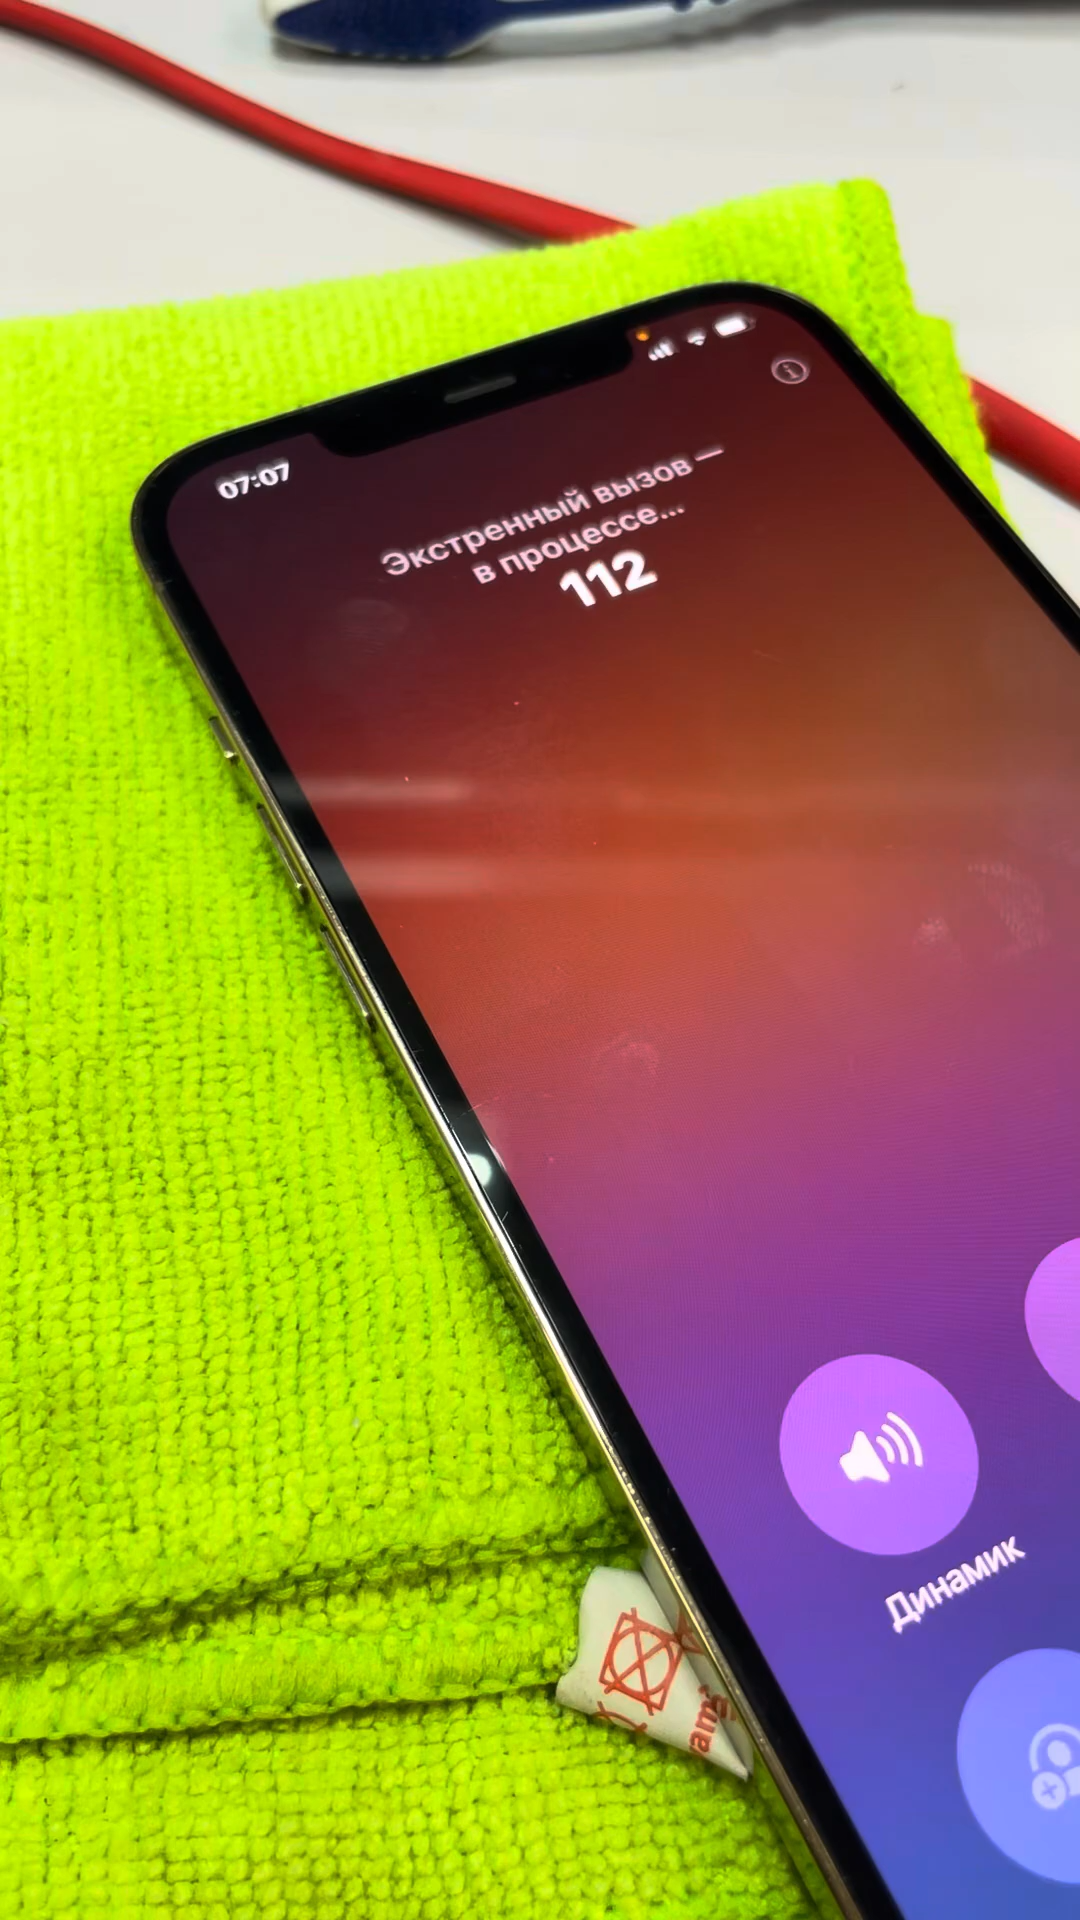 07:07
Экстренный вызов —
в процессе...
112
Динамик